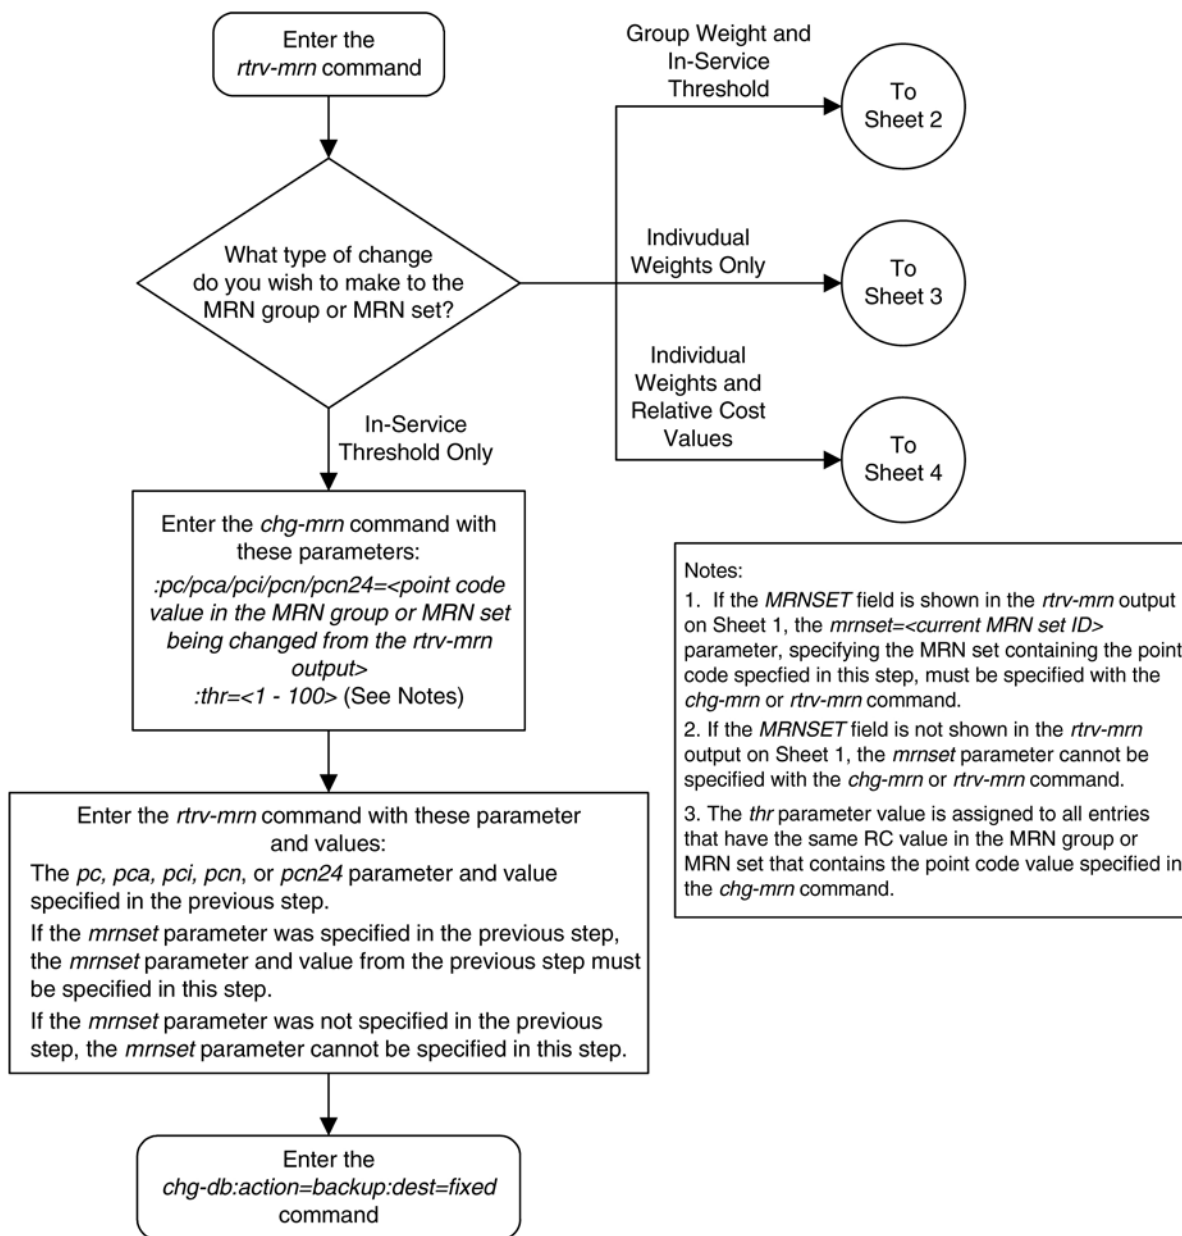 Enter the
rtrv-mrn command
What type of change
do you wish to make to the
MRN group or MRN set?
Group Weight and
In-Service
Threshold
To
Sheet 2
Indivudual
Weights Only
To
Sheet 3
Individual
Weights and
Relative Cost
Values
To
Sheet 4
In-Service
Threshold Only
Enter the chg-mrn command with
these parameters:
:pc/pca/pci/pcn/pcn24=<point code
value in the MRN group or MRN set
being changed from the rtrv-mrn
output>
:thr=<1 - 100> (See Notes)
Enter the rtrv-mrn command with these parameter
and values:
The pc, pca, pci, pcn, or pcn24 parameter and value
specified in the previous step.
If the mrnset parameter was specified in the previous step,
the mrnset parameter and value from the previous step must
be specified in this step.
If the mrnset parameter was not specified in the previous
step, the mrnset parameter cannot be specified in this step.
Enter the
chg-db:action=backup:dest=fixed
command
Notes:
1. If the MRNSET field is shown in the rtrv-mrn output
on Sheet 1, the mrnset=<current MRN set ID>
parameter, specifying the MRN set containing the point
code specfied in this step, must be specified with the
chg-mrn or rtrv-mrn command.
2. If the MRNSET field is not shown in the rtrv-mrn
output on Sheet 1, the mrnset parameter cannot be
specified with the chg-mrn or rtrv-mrn command.
3. The thr parameter value is assigned to all entries
that have the same RC value in the MRN group or
MRN set that contains the point code value specified in
the chg-mrn command.